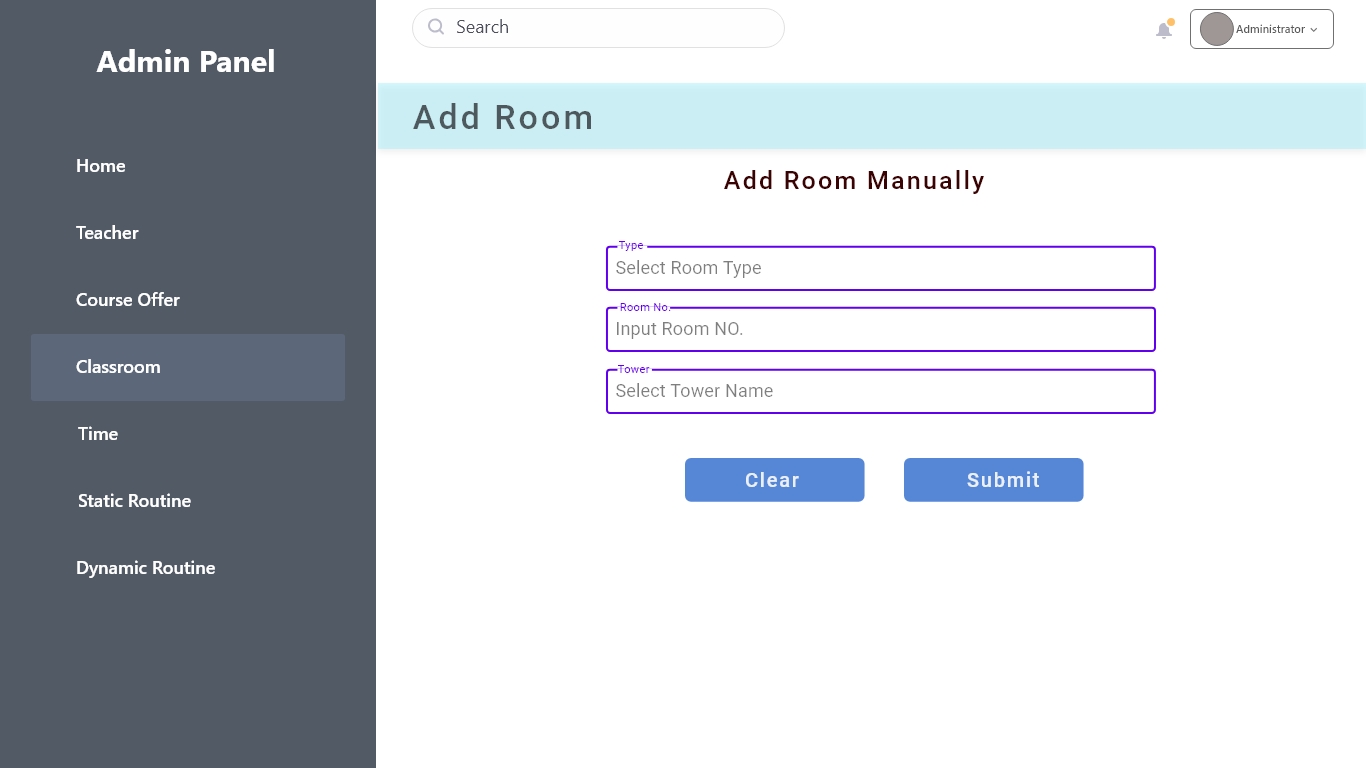 Admin Panel
Home
Teacher
Course Offer
Classroom
Time
Static Routine
Dynamic Routine
Search
Administrator
Add Room
Add Room Manually
Type
Select Room Type
Room No.
Input Room NO.
Tower
Select Tower Name
Clear
Submit